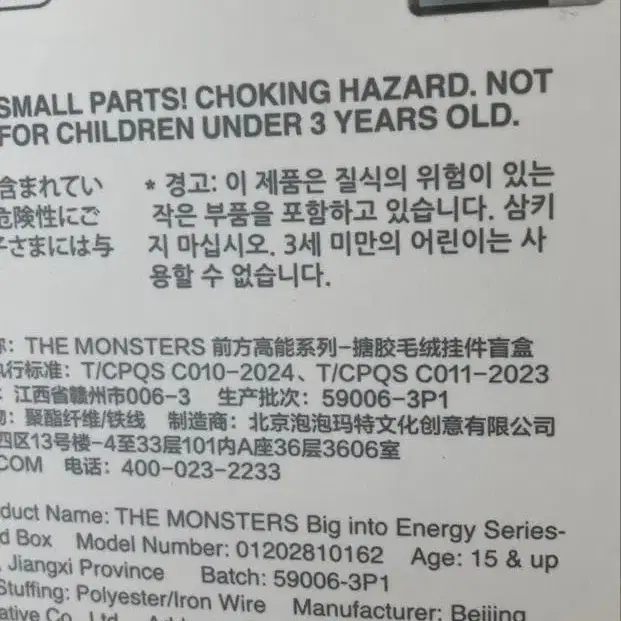 SMALL PARTS! CHOKING HAZARD. NOT
FOR CHILDREN UNDER 3 YEARS OLD.
含まれてい
危険性にご
子さまには与
* 경고: 이 제품은 질식의 위험이 있는
작은 부품을 포함하고 있습니다. 삼키
지 마십시오. 3세 미만의 어린이는 사
용할 수 없습니다.
称: THE MONSTERS 前方高能系列-搪胶毛绒挂件盲盒
执行标准: T/CPQS C010-2024、T/CPQS C011-2023
: 江西省赣州市006-3 生产批次: 59006-3P1
物: 聚酯纤维/铁线 制造商: 北京泡泡玛特文化创意有限公司
四区13号楼-4至33层101内A座36层3606室
.COM 电话: 400-023-2233
duct Name: THE MONSTERS Big into Energy Series-
d Box Model Number: 01202810162 Age: 15 & up
, Jiangxi Province Batch: 59006-3P1
Stuffing: Polyester/Iron Wire Manufacturer: Beijing
ative Co., Ltd.